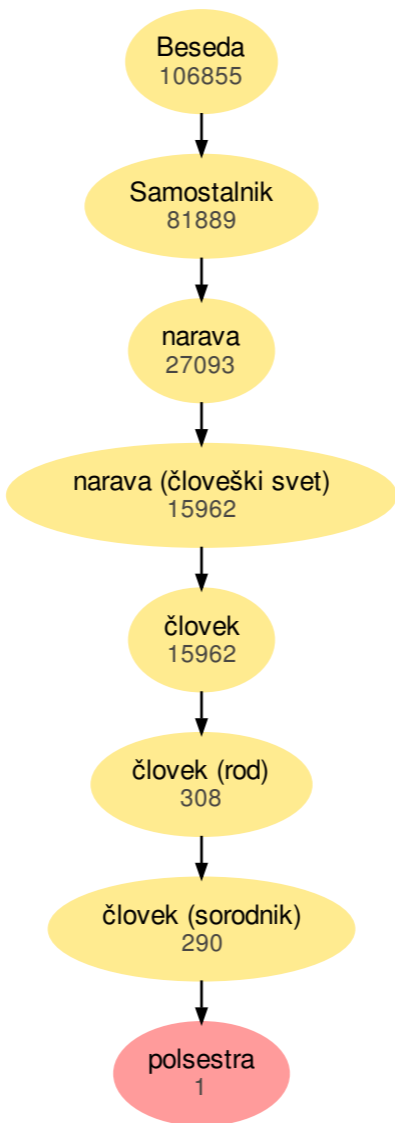 Beseda
106855
Samostalnik
81889
narava
27093
narava (človeški svet)
15962
človek
15962
človek (rod)
308
človek (sorodnik)
290
polsestra
1